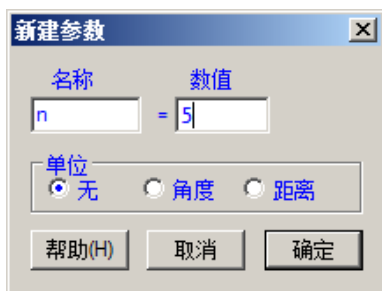 新建参数
名称 数值
n = 5
单位
无 角度 距离
帮助(H) 取消 确定